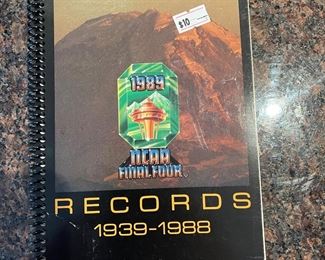 $10
1989
NCAA
FINAL FOUR
RECORDS
1939-1988